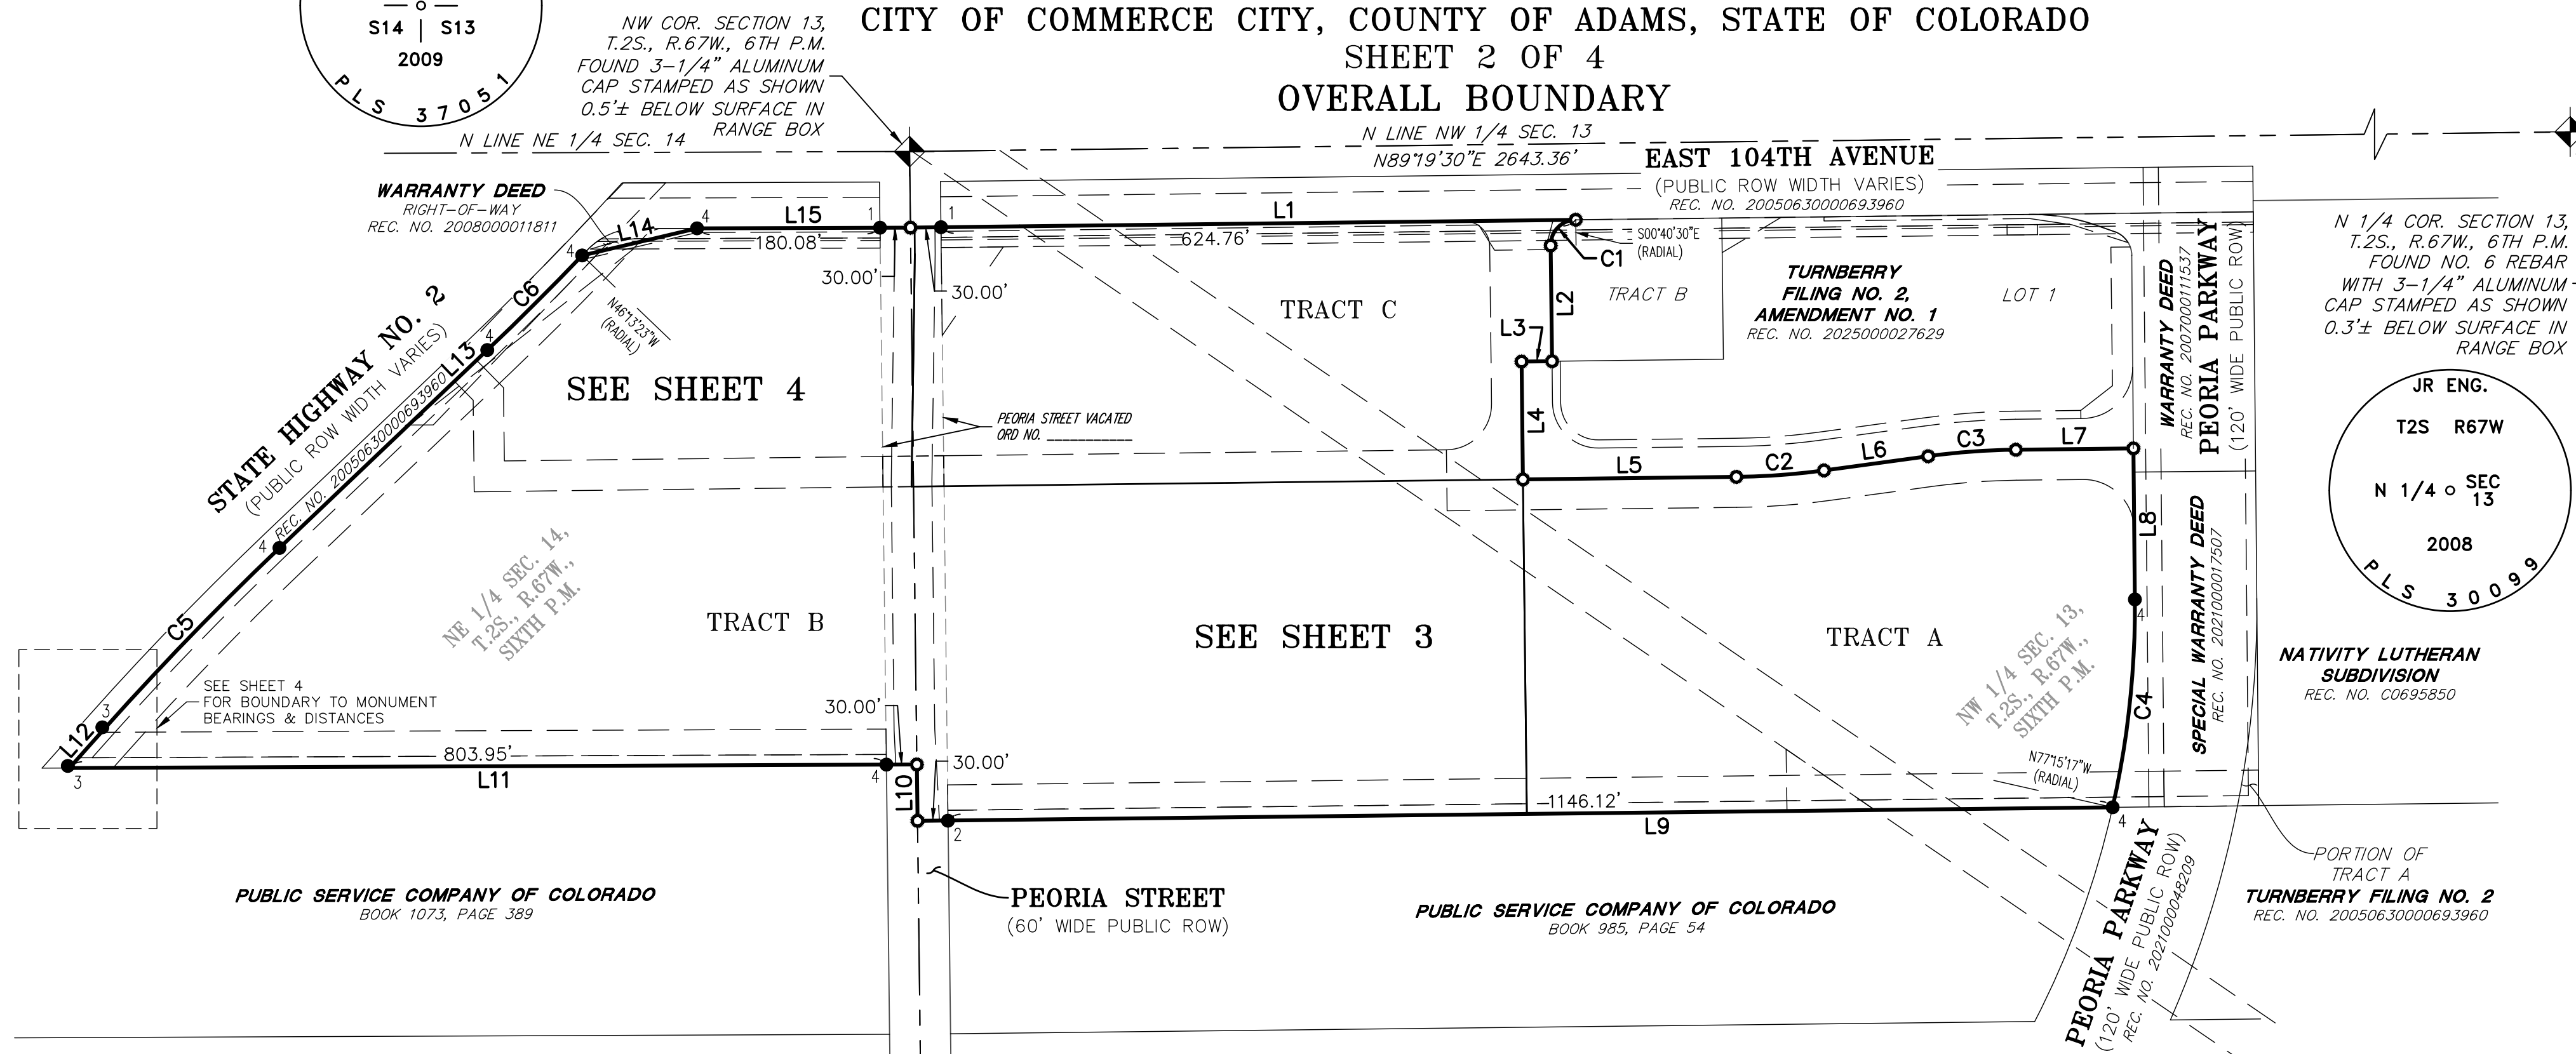 CITY OF COMMERCE CITY, COUNTY OF ADAMS, STATE OF COLORADO
SHEET 2 OF 4
OVERALL BOUNDARY
S14 | S13
2009
PLS 37051
NW COR. SECTION 13,
T.2S., R.67W., 6TH P.M.
FOUND 3-1/4" ALUMINUM
CAP STAMPED AS SHOWN
0.5'± BELOW SURFACE IN
RANGE BOX
N LINE NE 1/4 SEC. 14
N LINE NW 1/4 SEC. 13
N89°19'30"E 2643.36'
EAST 104TH AVENUE
(PUBLIC ROW WIDTH VARIES)
REC. NO. 20050630000693960
WARRANTY DEED
RIGHT-OF-WAY
REC. NO. 2008000011811
L14
4
L15
180.08'
1
1
L1
624.76'
30.00'
30.00'
S00°40'30"E
(RADIAL)
C1
4
C6
N46°13'23"W
(RADIAL)
4
L13
STATE HIGHWAY NO. 2
(PUBLIC ROW WIDTH VARIES)
REC. NO. 20050630000693960
4
C5
SEE SHEET 4
TRACT C
L2
L3
L4
TRACT B
TURNBERRY
FILING NO. 2,
AMENDMENT NO. 1
REC. NO. 2025000027629
LOT 1
PEORIA STREET VACATED
ORD NO. ____________
L5
C2
L6
C3
L7
L8
4
C4
WARRANTY DEED
REC. NO. 2007000111537
PEORIA PARKWAY
(120' WIDE PUBLIC ROW)
SPECIAL WARRANTY DEED
REC. NO. 2021000017507
N 1/4 COR. SECTION 13,
T.2S., R.67W., 6TH P.M.
FOUND NO. 6 REBAR
WITH 3-1/4" ALUMINUM
CAP STAMPED AS SHOWN
0.3'± BELOW SURFACE IN
RANGE BOX
JR ENG.
T2S R67W
N 1/4 SEC
13
2008
PLS 30099
NATIVITY LUTHERAN
SUBDIVISION
REC. NO. C0695850
NE 1/4 SEC. 14,
T.2S., R.67W.,
SIXTH P.M.
TRACT B
SEE SHEET 3
TRACT A
NW 1/4 SEC. 13,
T.2S., R.67W.,
SIXTH P.M.
SEE SHEET 4
FOR BOUNDARY TO MONUMENT
BEARINGS & DISTANCES
3
L12
3
803.95'
L11
4
30.00'
L10
30.00'
2
1146.12'
L9
N77°15'17"W
(RADIAL)
4
PUBLIC SERVICE COMPANY OF COLORADO
BOOK 1073, PAGE 389
PEORIA STREET
(60' WIDE PUBLIC ROW)
PUBLIC SERVICE COMPANY OF COLORADO
BOOK 985, PAGE 54
PEORIA PARKWAY
(120' WIDE PUBLIC ROW)
REC. NO. 2021000048209
PORTION OF
TRACT A
TURNBERRY FILING NO. 2
REC. NO. 20050630000693960